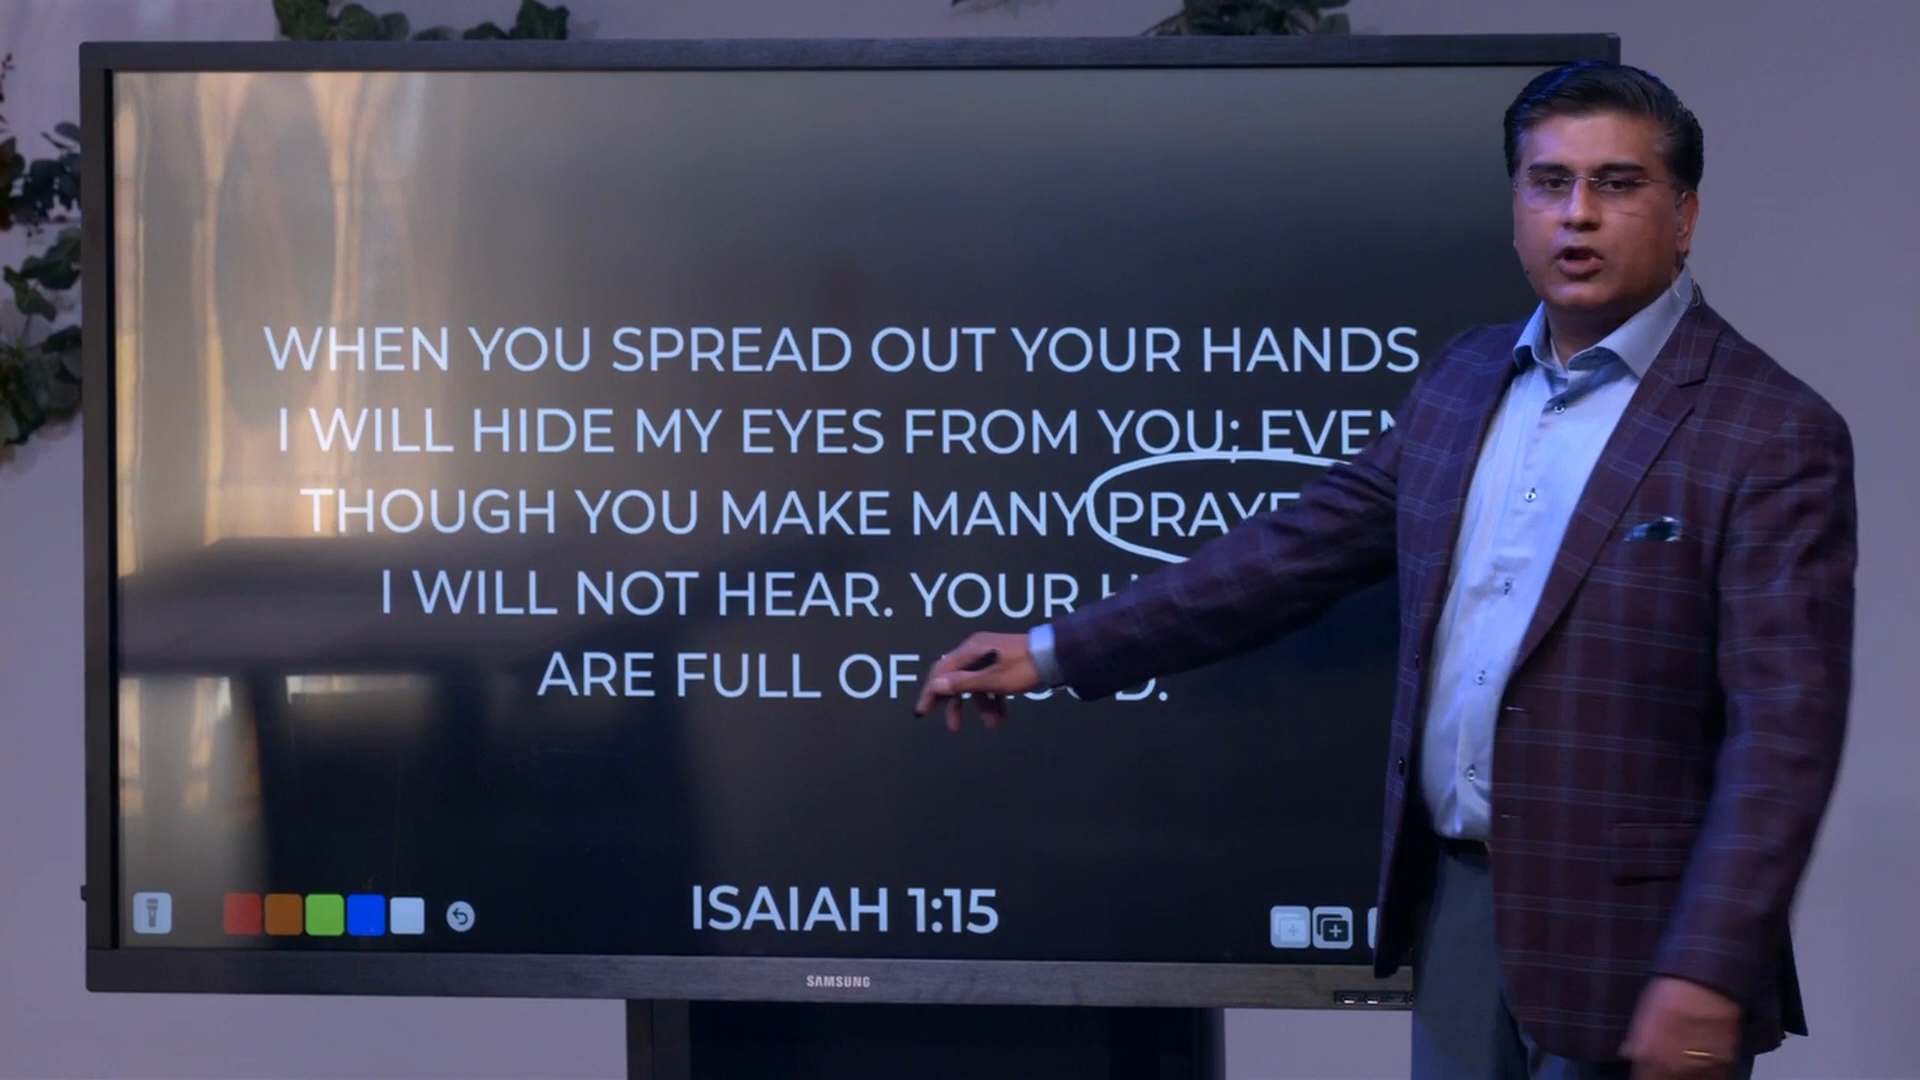 WHEN YOU SPREAD OUT YOUR HANDS
I WILL HIDE MY EYES FROM YOU; EVEN
THOUGH YOU MAKE MANY
I WILL NOT HEAR. YOUR
ARE FULL OF
ISAIAH 1:15
SAMSUNG